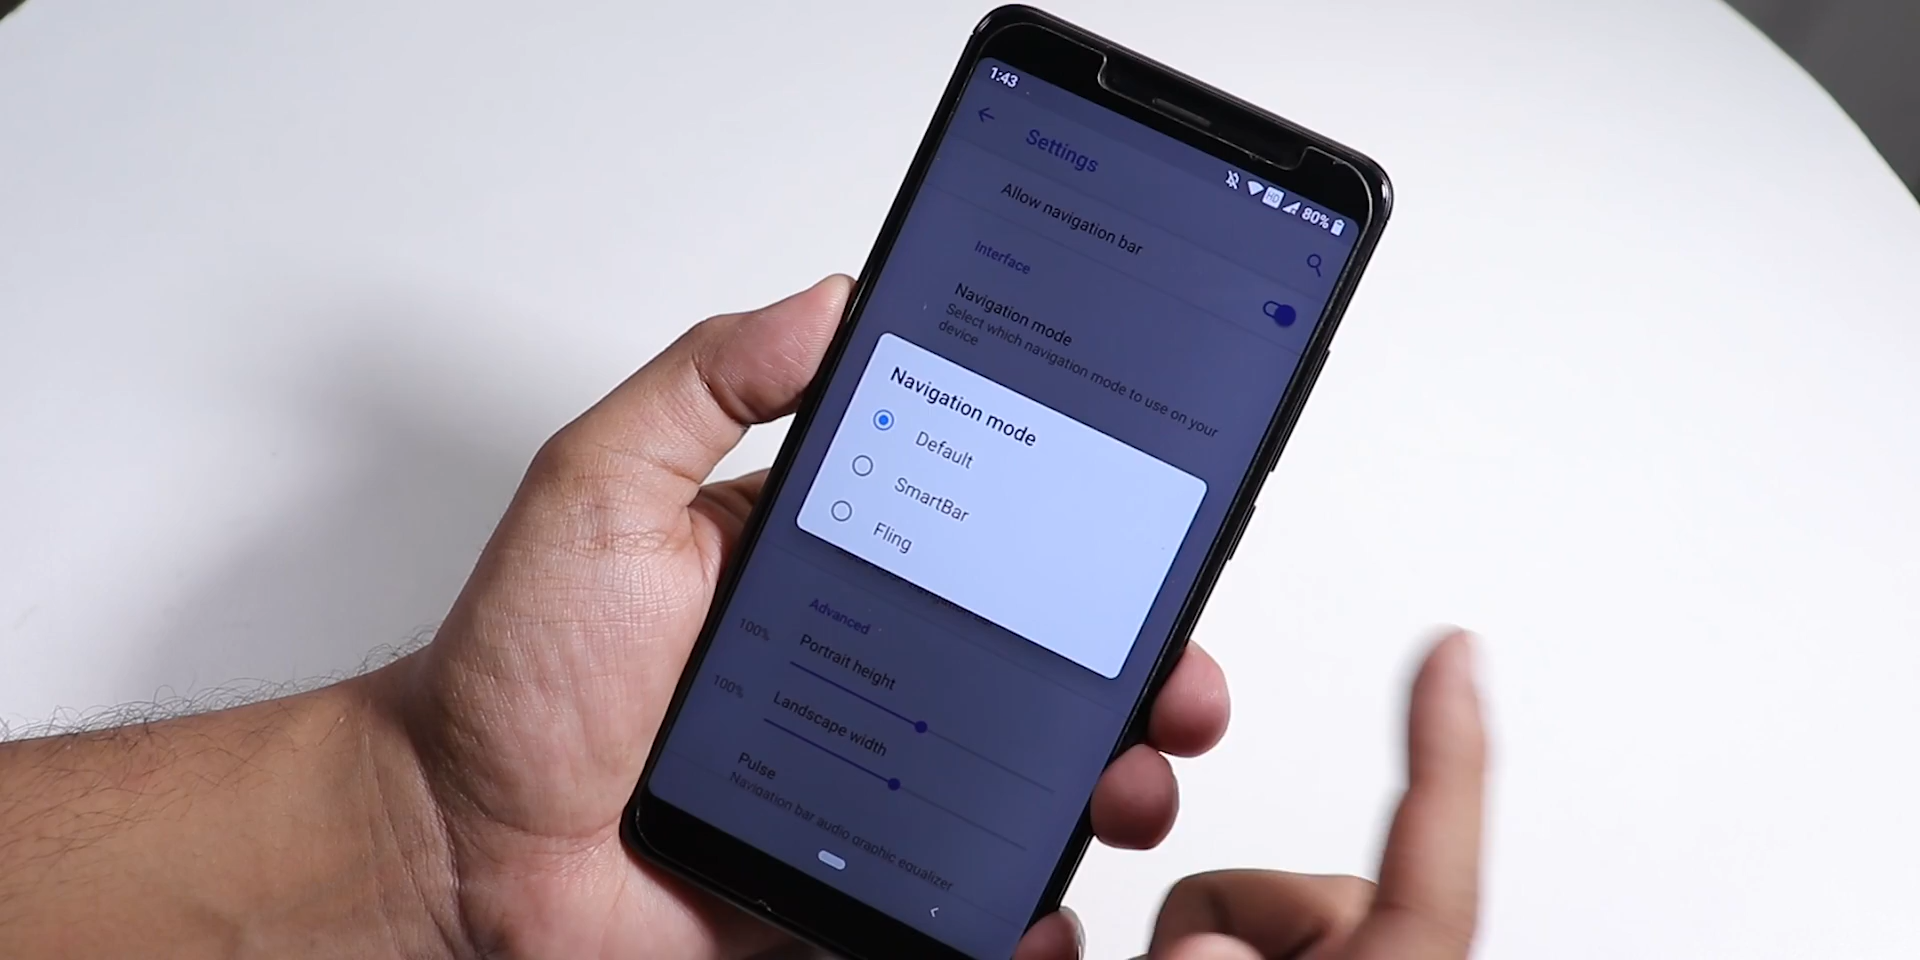 1:43
HD
80%
Settings
Allow navigation bar
Interface
Navigation mode
Select which navigation mode to use on your
device
Navigation mode
Default
SmartBar
Fling
Advanced
Portrait height
100%
Landscape width
100%
Pulse
Navigation bar audio graphic equalizer